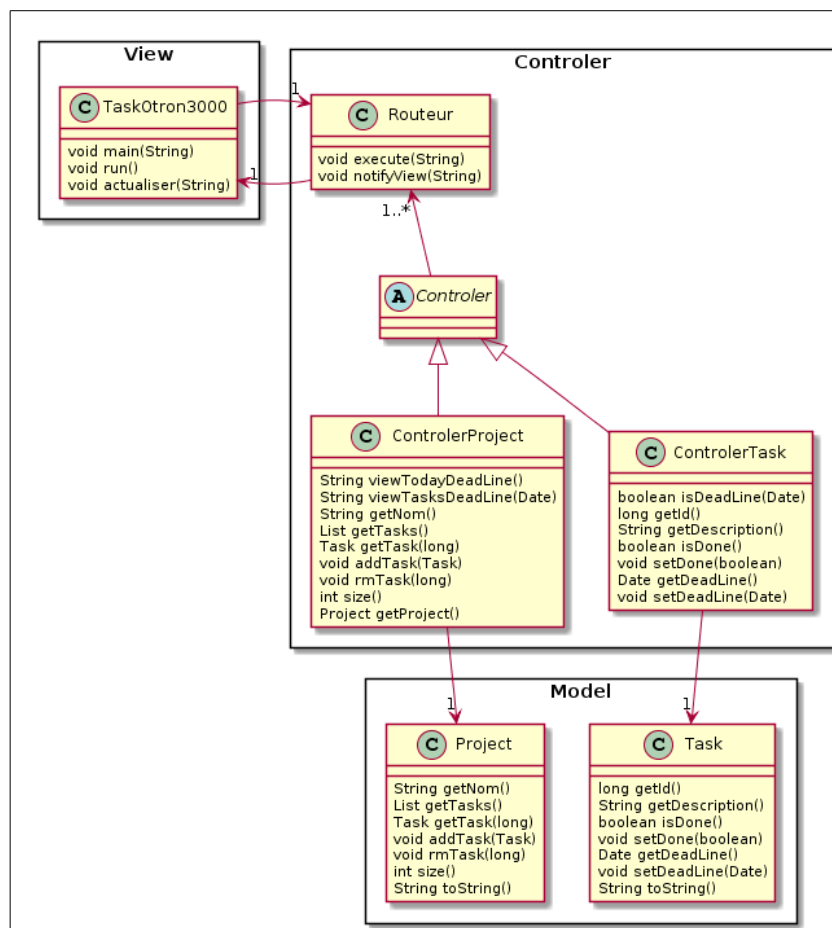 View
C TaskOtron3000
void main(String)
void run()
void actualiser(String)
1
1
Controler
C Routeur
void execute(String)
void notifyView(String)
1..*
A Controler
C ControlerProject
String viewTodayDeadLine()
String viewTasksDeadLine(Date)
String getNom()
List getTasks()
Task getTask(long)
void addTask(Task)
void rmTask(long)
int size()
Project getProject()
C ControlerTask
boolean isDeadLine(Date)
long getId()
String getDescription()
boolean isDone()
void setDone(boolean)
Date getDeadLine()
void setDeadLine(Date)
Model
1
1
C Project
String getNom()
List getTasks()
Task getTask(long)
void addTask(Task)
void rmTask(long)
int size()
String toString()
C Task
long getId()
String getDescription()
boolean isDone()
void setDone(boolean)
Date getDeadLine()
void setDeadLine(Date)
String toString()